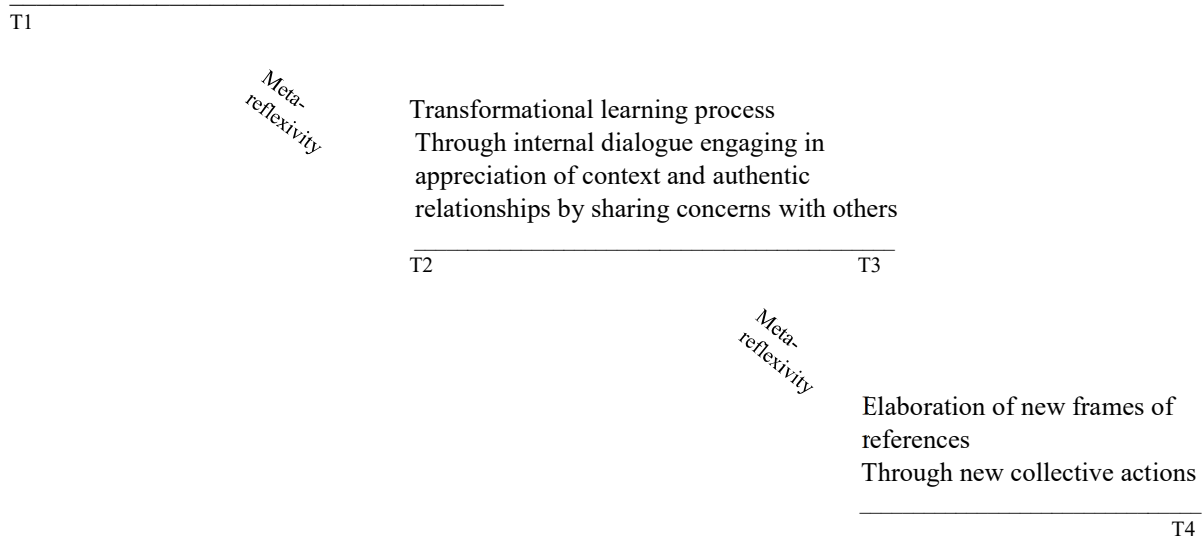 T1
Meta-
reflexivity
Transformational learning process
Through internal dialogue engaging in
appreciation of context and authentic
relationships by sharing concerns with others
T2 T3
Meta-
reflexivity
Elaboration of new frames of
references
Through new collective actions
T4